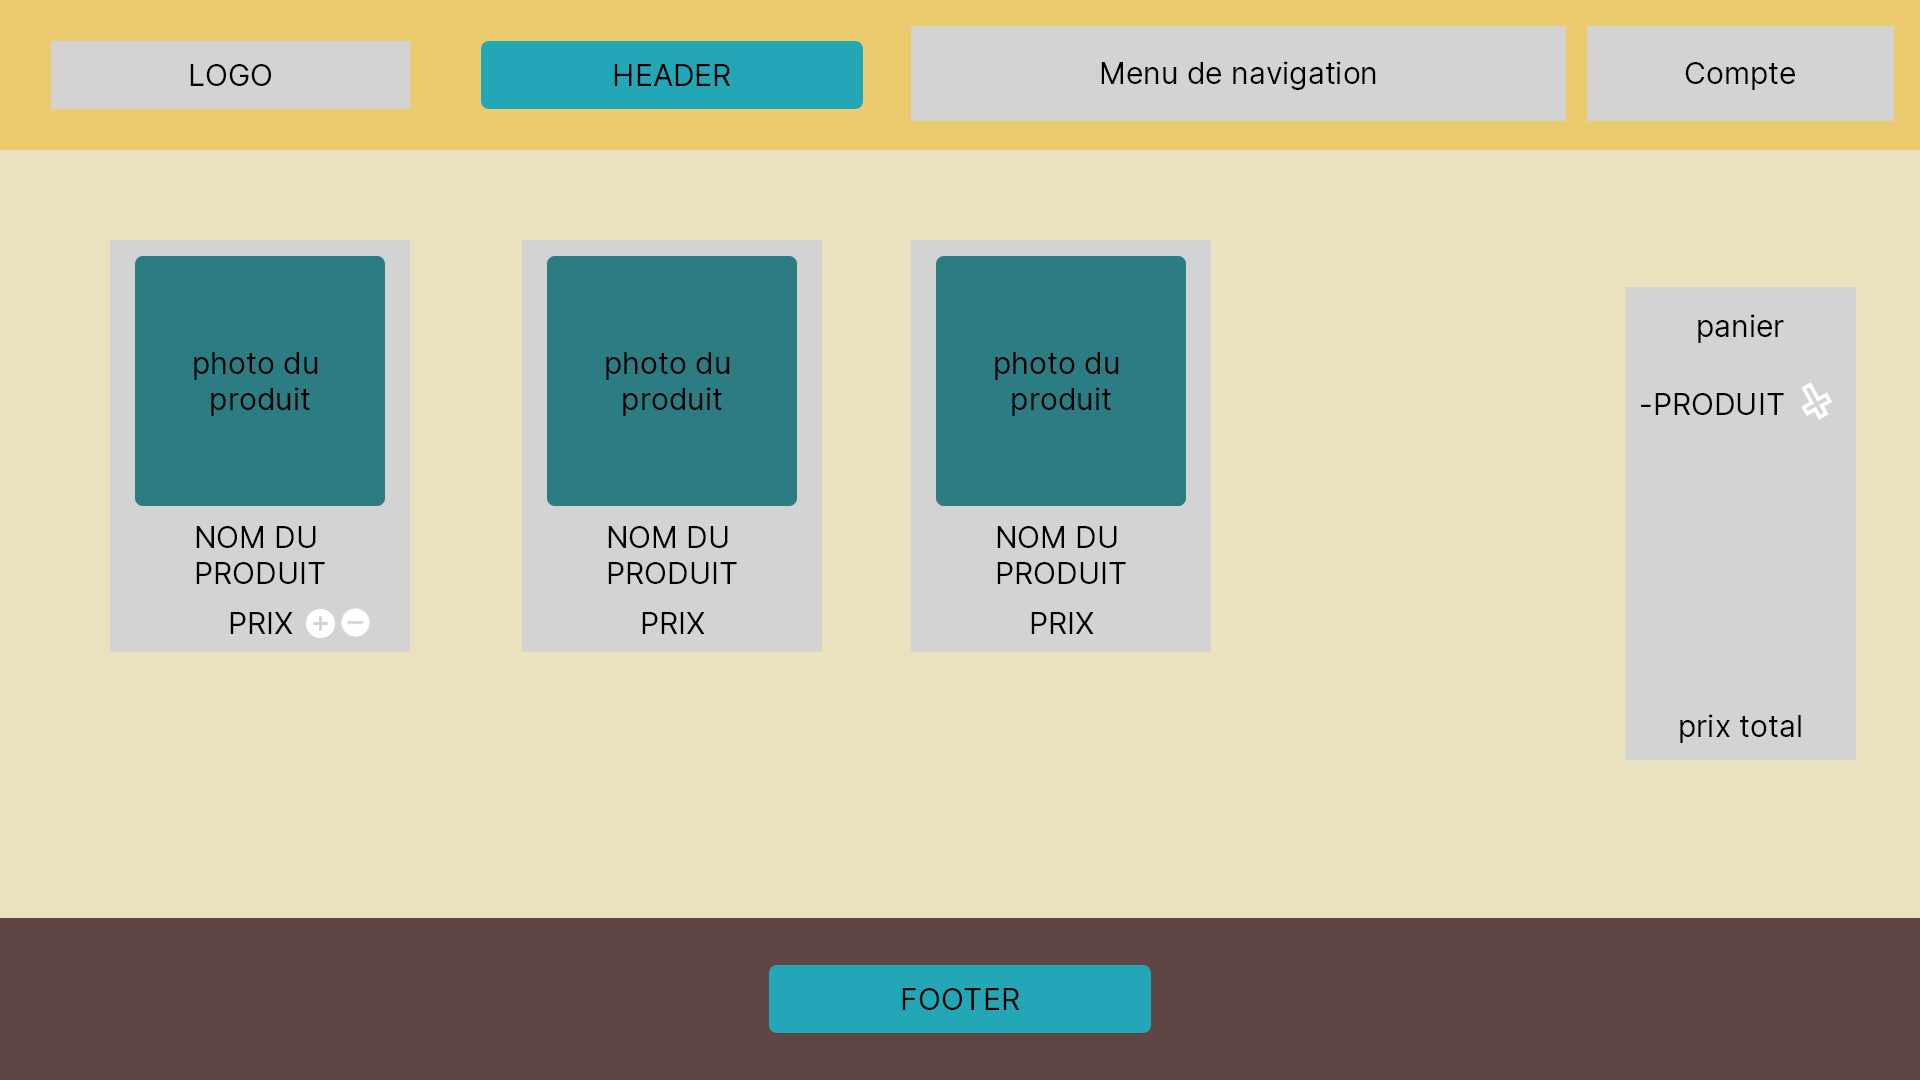 LOGO
HEADER
Menu de navigation
Compte
photo du
produit
NOM DU
PRODUIT
PRIX
photo du
produit
NOM DU
PRODUIT
PRIX
photo du
produit
NOM DU
PRODUIT
PRIX
panier
-PRODUIT
prix total
FOOTER